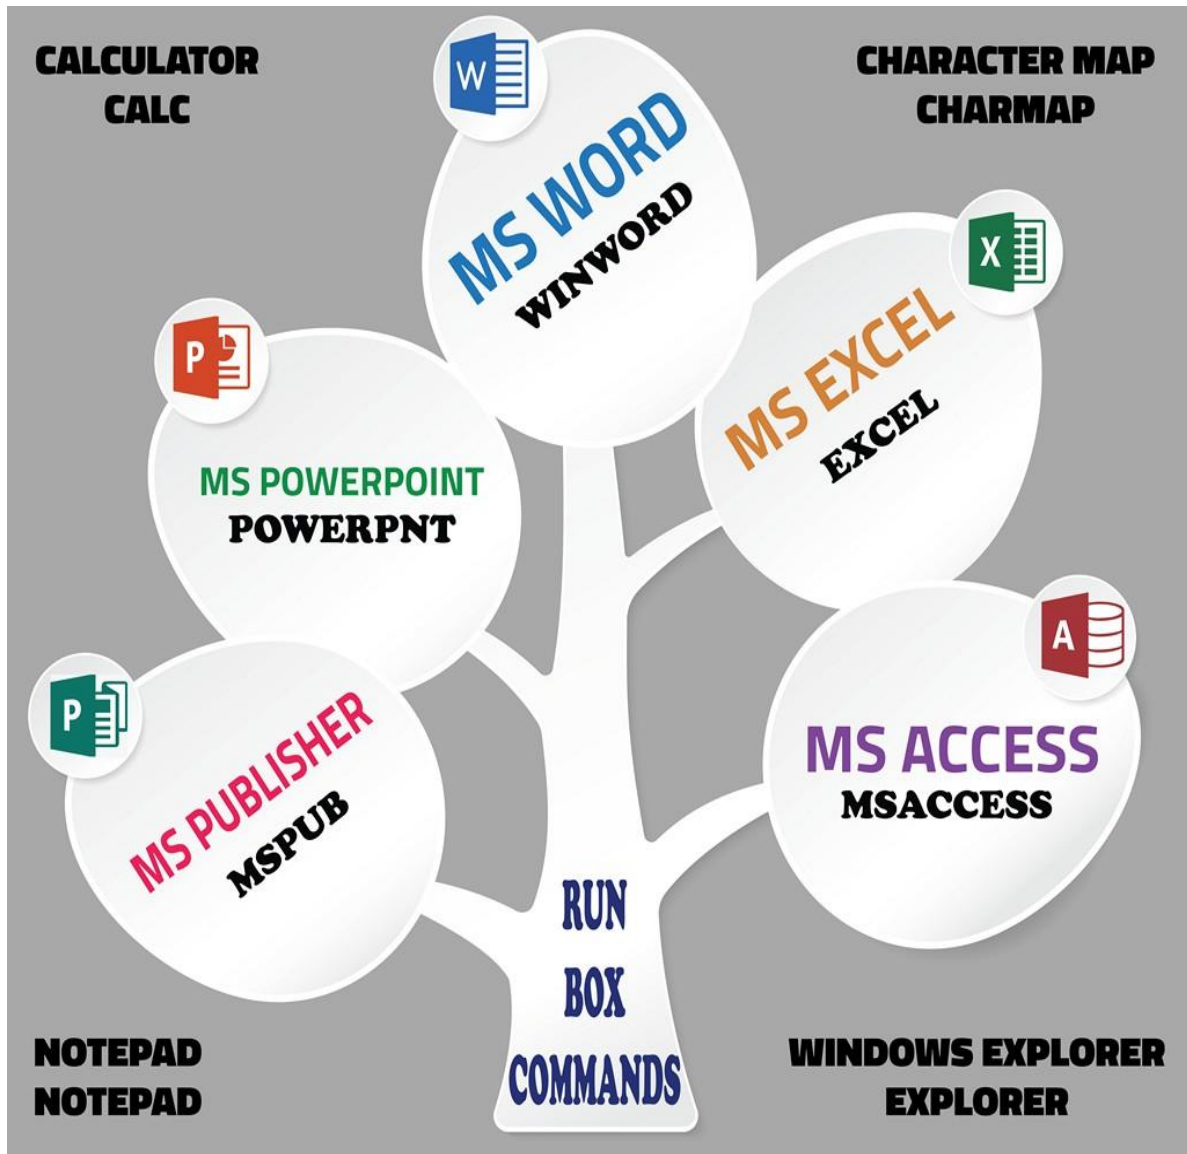 CALCULATOR
CALC
CHARACTER MAP
CHARMAP
W
MS WORD
WINWORD
X
MS EXCEL
EXCEL
P
MS POWERPOINT
POWERPNT
A
MS ACCESS
MSACCESS
P
MS PUBLISHER
MSPUB
RUN
BOX
COMMANDS
NOTEPAD
NOTEPAD
WINDOWS EXPLORER
EXPLORER